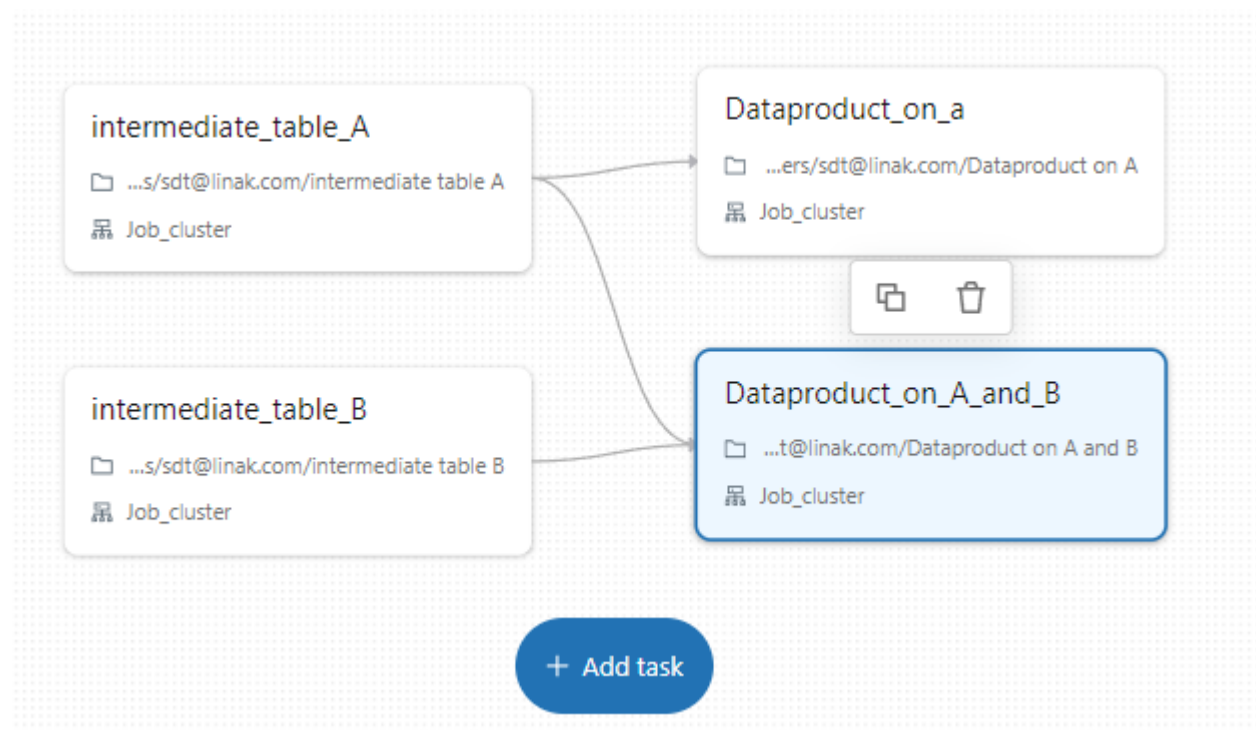 intermediate_table_A
...s/sdt@linak.com/intermediate table A
Job_cluster
Dataproduct_on_a
...ers/sdt@linak.com/Dataproduct on A
Job_cluster
intermediate_table_B
...s/sdt@linak.com/intermediate table B
Job_cluster
Dataproduct_on_A_and_B
...t@linak.com/Dataproduct on A and B
Job_cluster
+ Add task